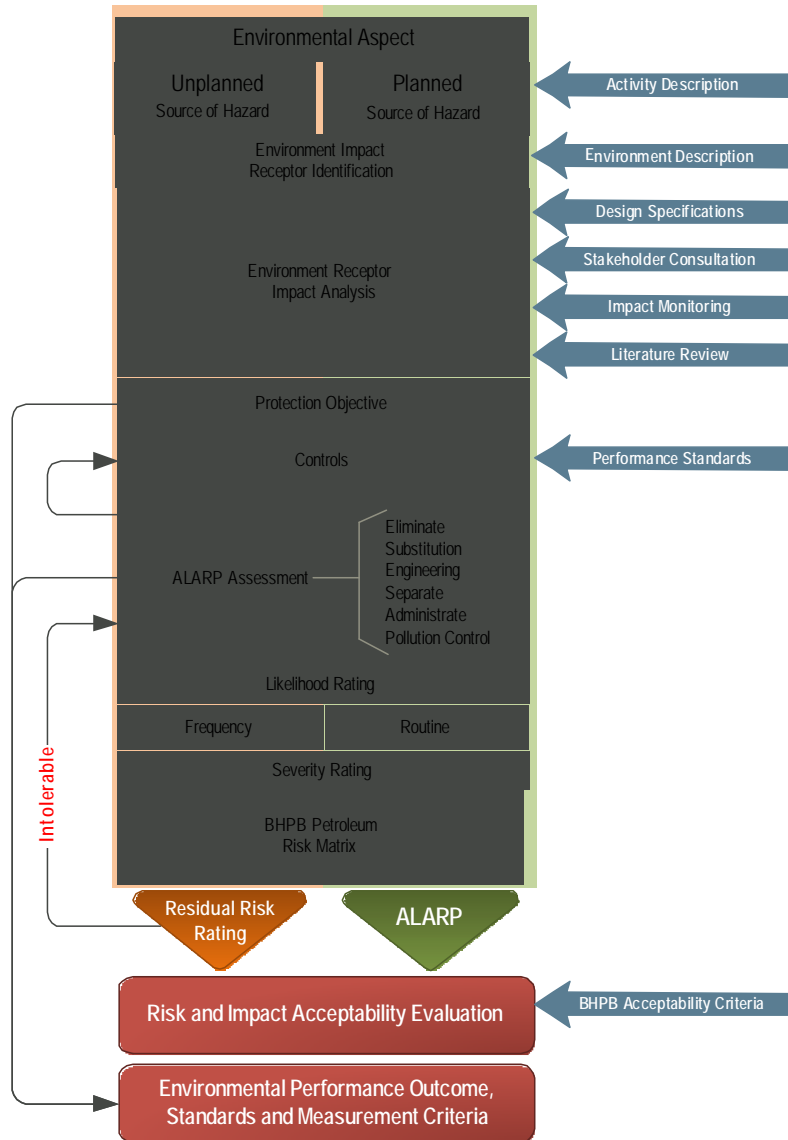 Environmental Aspect
Unplanned
Source of Hazard
Planned
Source of Hazard
Activity Description
Environment Impact
Receptor Identification
Environment Description
Design Specifications
Stakeholder Consultation
Environment Receptor
Impact Analysis
Impact Monitoring
Literature Review
Protection Objective
Controls
Performance Standards
ALARP Assessment
Eliminate
Substitution
Engineering
Separate
Administrate
Pollution Control
Likelihood Rating
Frequency
Routine
Severity Rating
Intolerable
BHPB Petroleum
Risk Matrix
Residual Risk
Rating
ALARP
Risk and Impact Acceptability Evaluation
BHPB Acceptability Criteria
Environmental Performance Outcome,
Standards and Measurement Criteria